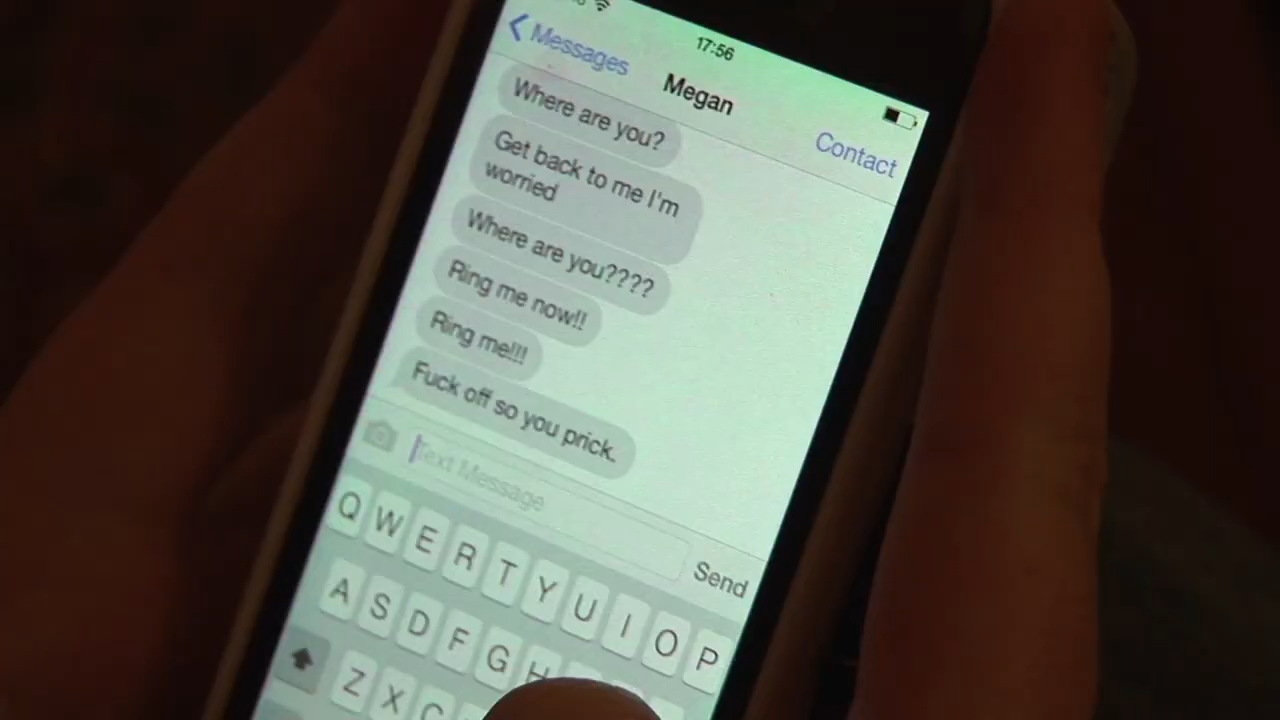 17:56
Messages
Megan
Contact
Where are you?
Get back to me I'm
worried
Where are you????
Ring me now!!
Ring me!!!
Fuck off so you prick.
Text Message
Send
Q W E R T Y U I O P
A S D F G H
Z X C